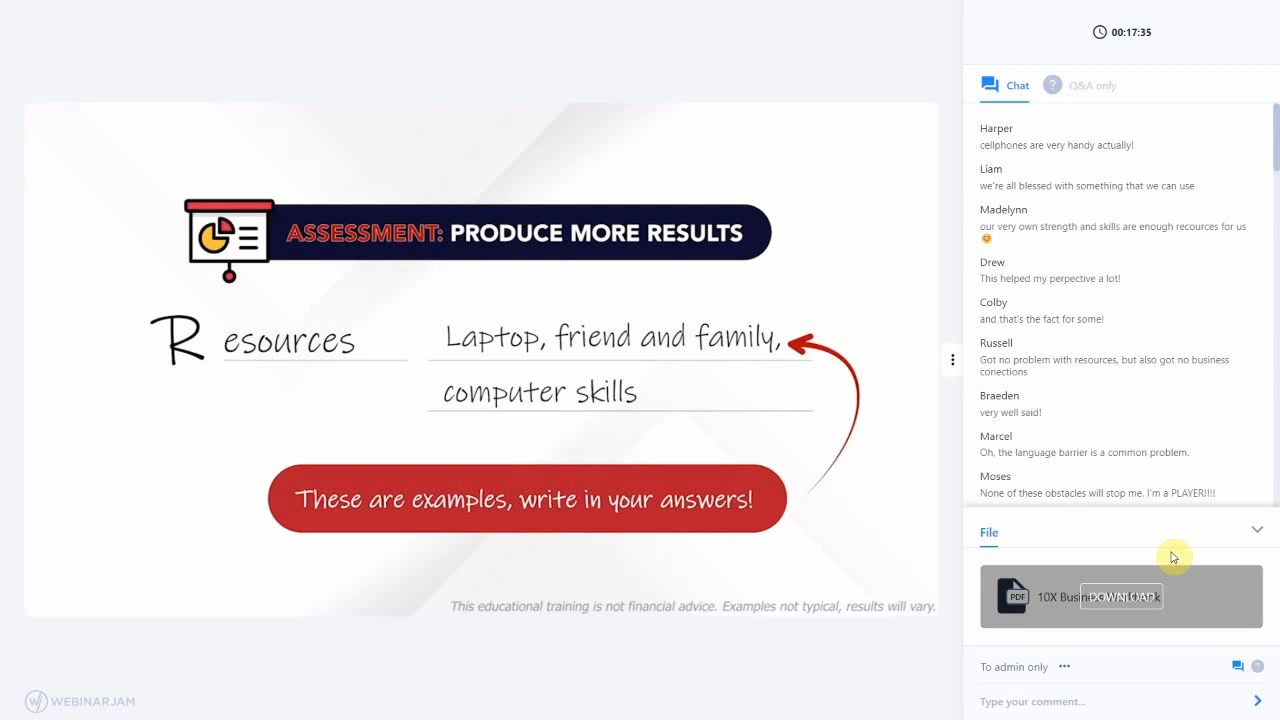 00:17:35
Chat
? Q&A only
Harper
cellphones are very handy actually!
Liam
we're all blessed with something that we can use
Madelynn
our very own strength and skills are enough recources for us
Drew
This helped my perpective a lot!
Colby
and that's the fact for some!
Russell
Got no problem with resources, but also got no business
conections
Braeden
very well said!
Marcel
Oh, the language barrier is a common problem.
Moses
None of these obstacles will stop me. I'm a PLAYER!!!!
ASSESSMENT: PRODUCE MORE RESULTS
Resources Laptop, friend and family,
computer skills
These are examples, write in your answers!
This educational training is not financial advice. Examples not typical, results will vary.
File
PDF 10X
DOWNLOAD
To admin only
?
Type your comment...
WEBINARJAM